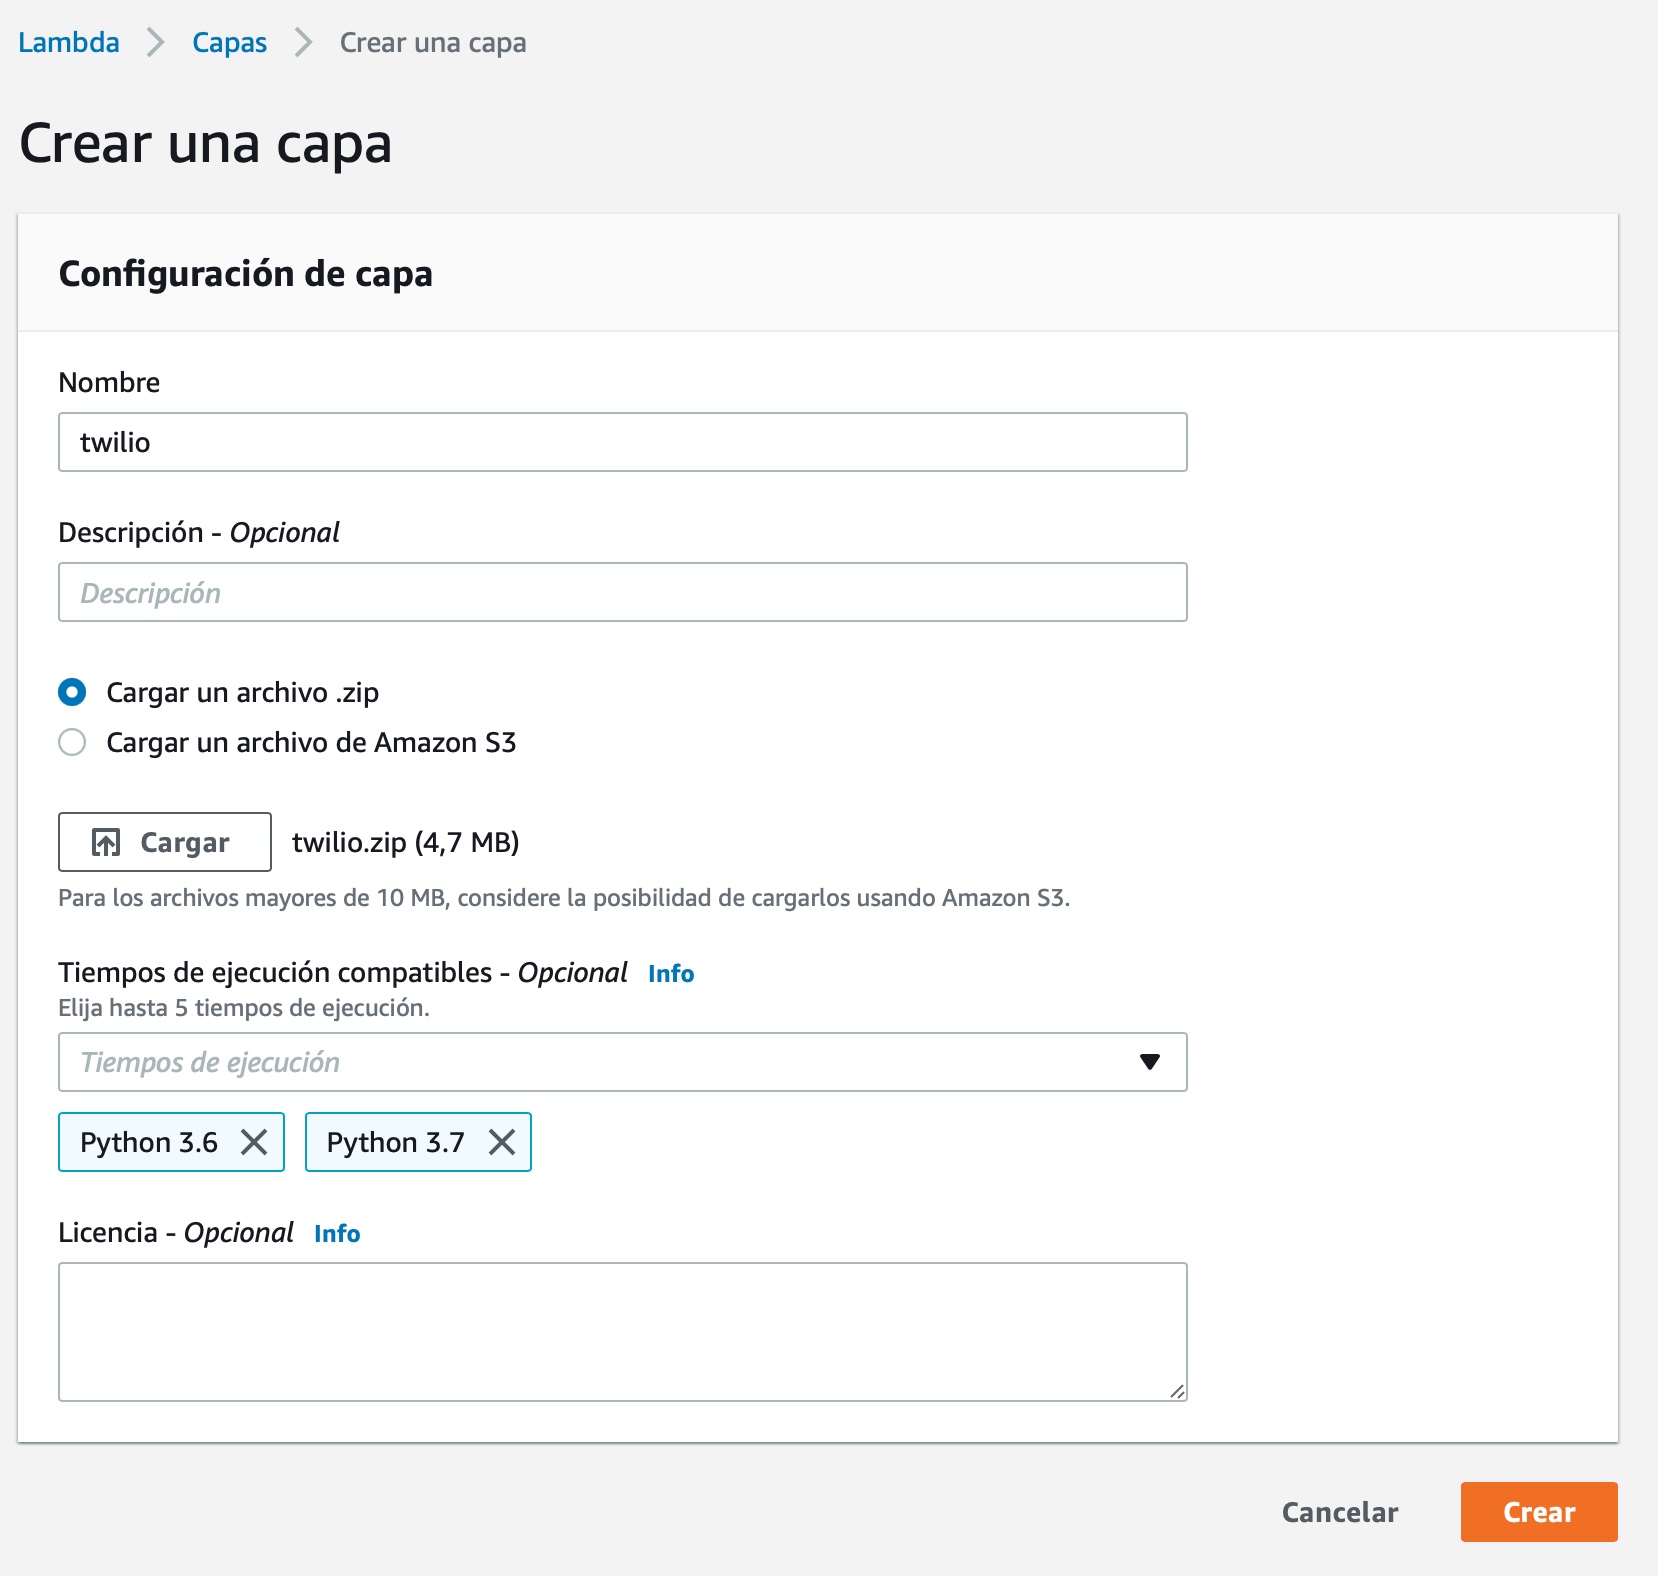 Lambda > Capas > Crear una capa
Crear una capa
Configuración de capa
Nombre
twilio
Descripción - Opcional
Descripción
Cargar un archivo .zip
Cargar un archivo de Amazon S3
Cargar twilio.zip (4,7 MB)
Para los archivos mayores de 10 MB, considere la posibilidad de cargarlos usando Amazon S3.
Tiempos de ejecución compatibles - Opcional Info
Elija hasta 5 tiempos de ejecución.
Tiempos de ejecución
Python 3.6 Python 3.7
Licencia - Opcional Info
Cancelar Crear